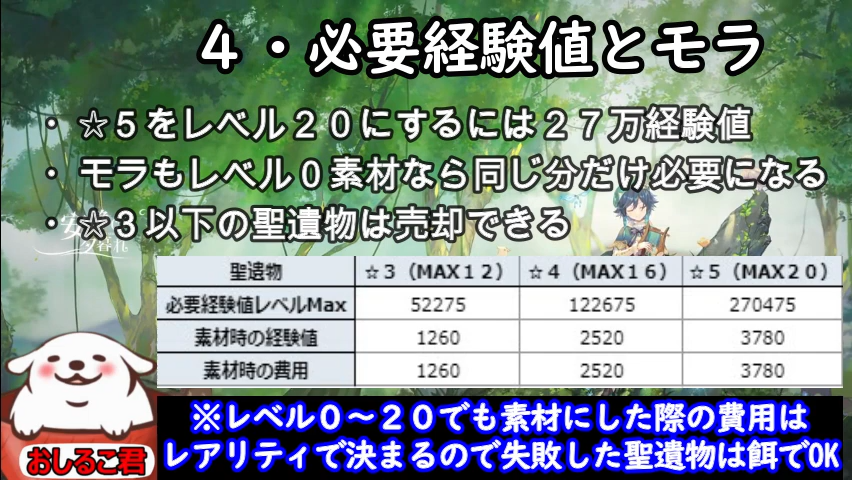 ４・必要経験値とモラ
・ ☆５をレベル２０にするには２７万経験値
・ モラもレベル０素材なら同じ分だけ必要になる
・ ☆３以下の聖遺物は売却できる
聖遺物 ☆３（MAX１２） ☆４（MAX１６） ☆５（MAX２０）
必要経験値レベルMax 52275 122675 270475
素材時の経験値 1260 2520 3780
素材時の費用 1260 2520 3780
※レベル０～２０でも素材にした際の費用は
レアリティで決まるので失敗した聖遺物は餌でOK
おしるこ君